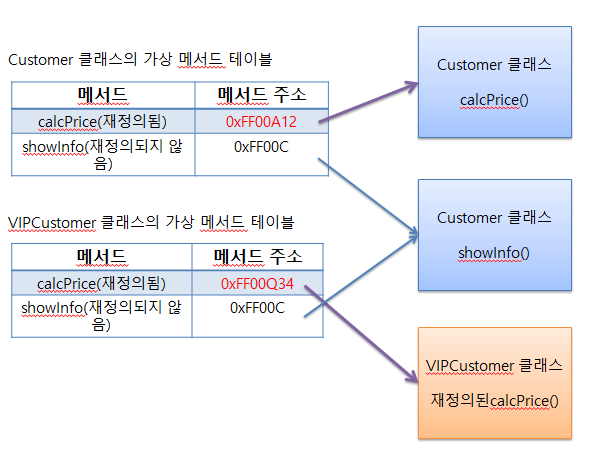 Customer 클래스의 가상 메서드 테이블
메서드 메서드 주소
calcPrice(재정의됨) 0xFF00A12
showInfo(재정의되지 않
음) 0xFF00C
VIPCustomer 클래스의 가상 메서드 테이블
메서드 메서드 주소
calcPrice(재정의됨) 0xFF00Q34
showInfo(재정의되지 않
음) 0xFF00C
Customer 클래스
calcPrice()
Customer 클래스
showInfo()
VIPCustomer 클래스
재정의된calcPrice()